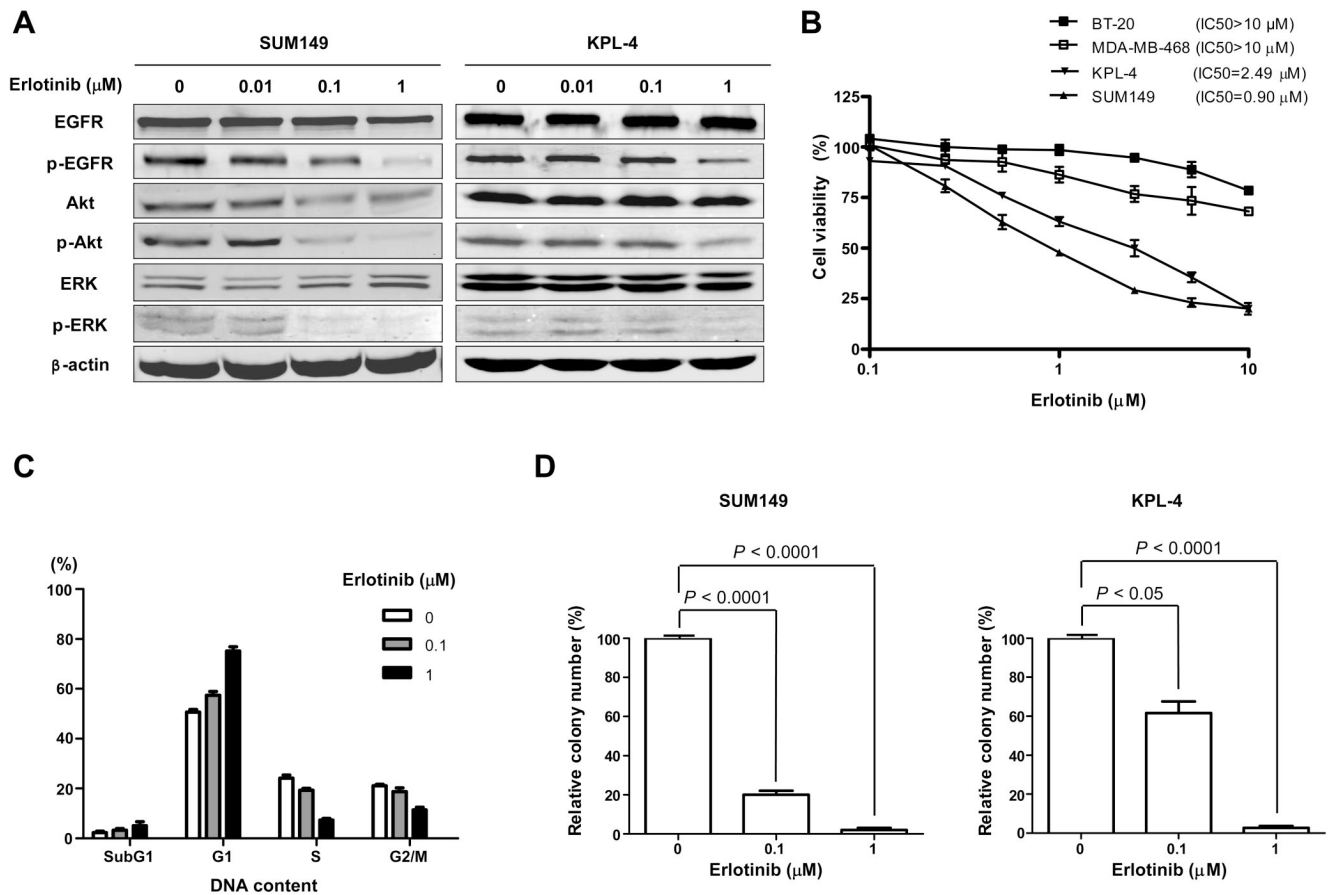 A
SUM149
KPL-4
Erlotinib (μM)
0 0.01 0.1 1
0 0.01 0.1 1
EGFR
p-EGFR
Akt
p-Akt
ERK
p-ERK
β-actin
B
BT-20 (IC50>10 μM)
MDA-MB-468 (IC50>10 μM)
KPL-4 (IC50=2.49 μM)
SUM149 (IC50=0.90 μM)
Cell viability (%)
125
100
75
50
25
0
0.1 1 10
Erlotinib (μM)
C
(%)
Erlotinib (μM)
0
0.1
1
100
80
60
40
20
0
SubG1 G1 S G2/M
DNA content
D
SUM149
P < 0.0001
P < 0.0001
Relative colony number (%)
100
80
60
40
20
0
0 0.1 1
Erlotinib (μM)
KPL-4
P < 0.0001
P < 0.05
Relative colony number (%)
100
80
60
40
20
0
0 0.1 1
Erlotinib (μM)